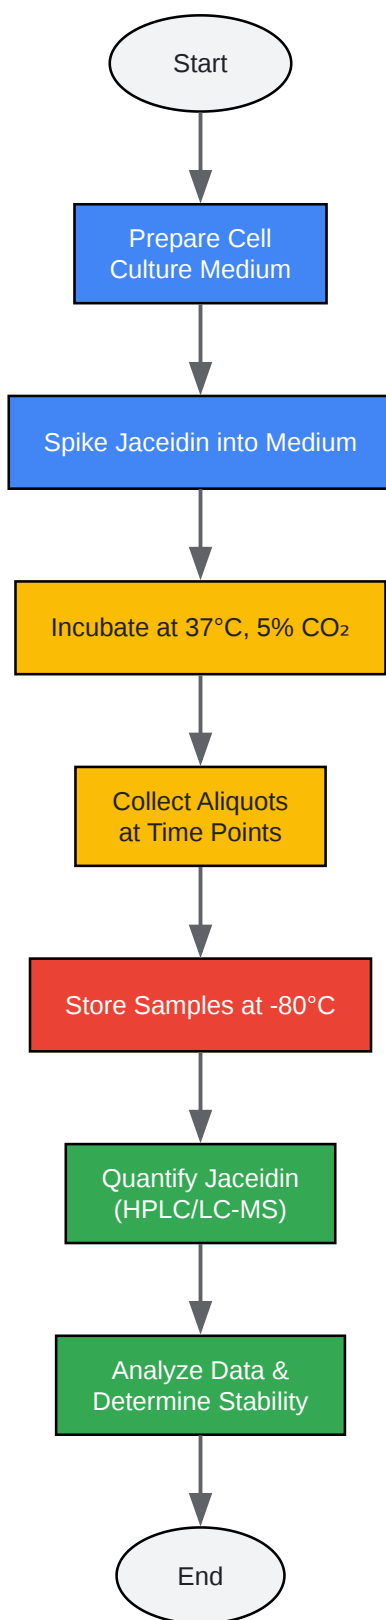 Start
Prepare Cell
Culture Medium
Spike Jaceidin into Medium
Incubate at 37°C, 5% CO₂
Collect Aliquots
at Time Points
Store Samples at -80°C
Quantify Jaceidin
(HPLC/LC-MS)
Analyze Data &
Determine Stability
End